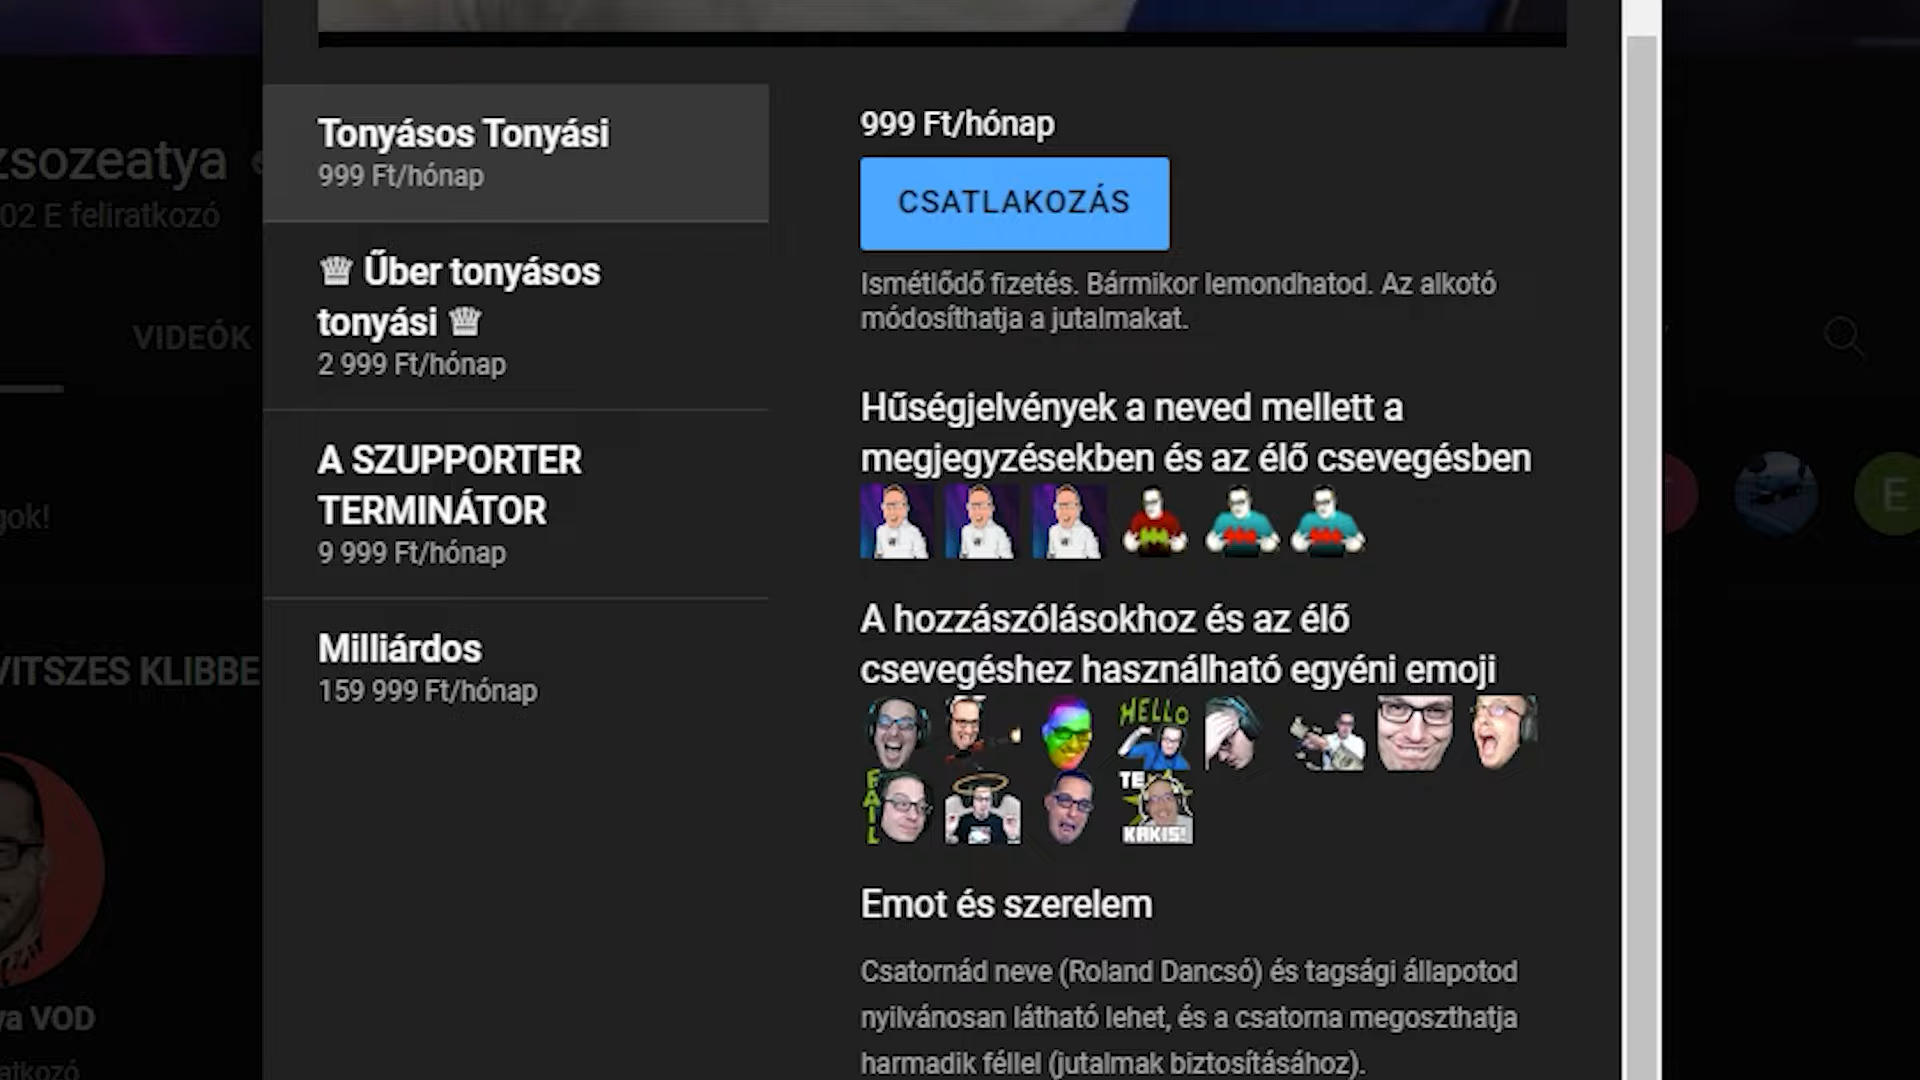 zsozeatya
02 E feliratkozó
VIDEÓK
gok!
VITSZES KLIBBE
va VOD
atkozó
Tonyásos Tonyási
999 Ft/hónap
♕ Űber tonyásos
tonyási ♕
2 999 Ft/hónap
A SZUPPORTER
TERMINÁTOR
9 999 Ft/hónap
Milliárdos
159 999 Ft/hónap
999 Ft/hónap
CSATLAKOZÁS
Ismétlődő fizetés. Bármikor lemondhatod. Az alkotó
módosíthatja a jutalmakat.
Hűségjelvények a neved mellett a
megjegyzésekben és az élő csevegésben
A hozzászólásokhoz és az élő
csevegéshez használható egyéni emoji
HELLO
FAIL
TE
KAKIS!
Emot és szerelem
Csatornád neve (Roland Dancsó) és tagsági állapotod
nyilvánosan látható lehet, és a csatorna megoszthatja
harmadik féllel (jutalmak biztosításához).
E